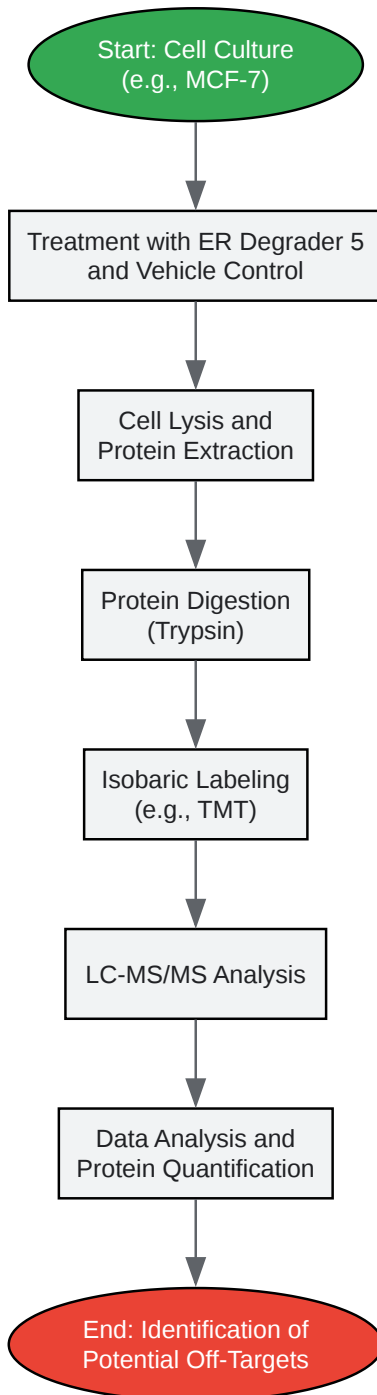 Start: Cell Culture
(e.g., MCF-7)
Treatment with ER Degrader 5
and Vehicle Control
Cell Lysis and
Protein Extraction
Protein Digestion
(Trypsin)
Isobaric Labeling
(e.g., TMT)
LC-MS/MS Analysis
Data Analysis and
Protein Quantification
End: Identification of
Potential Off-Targets